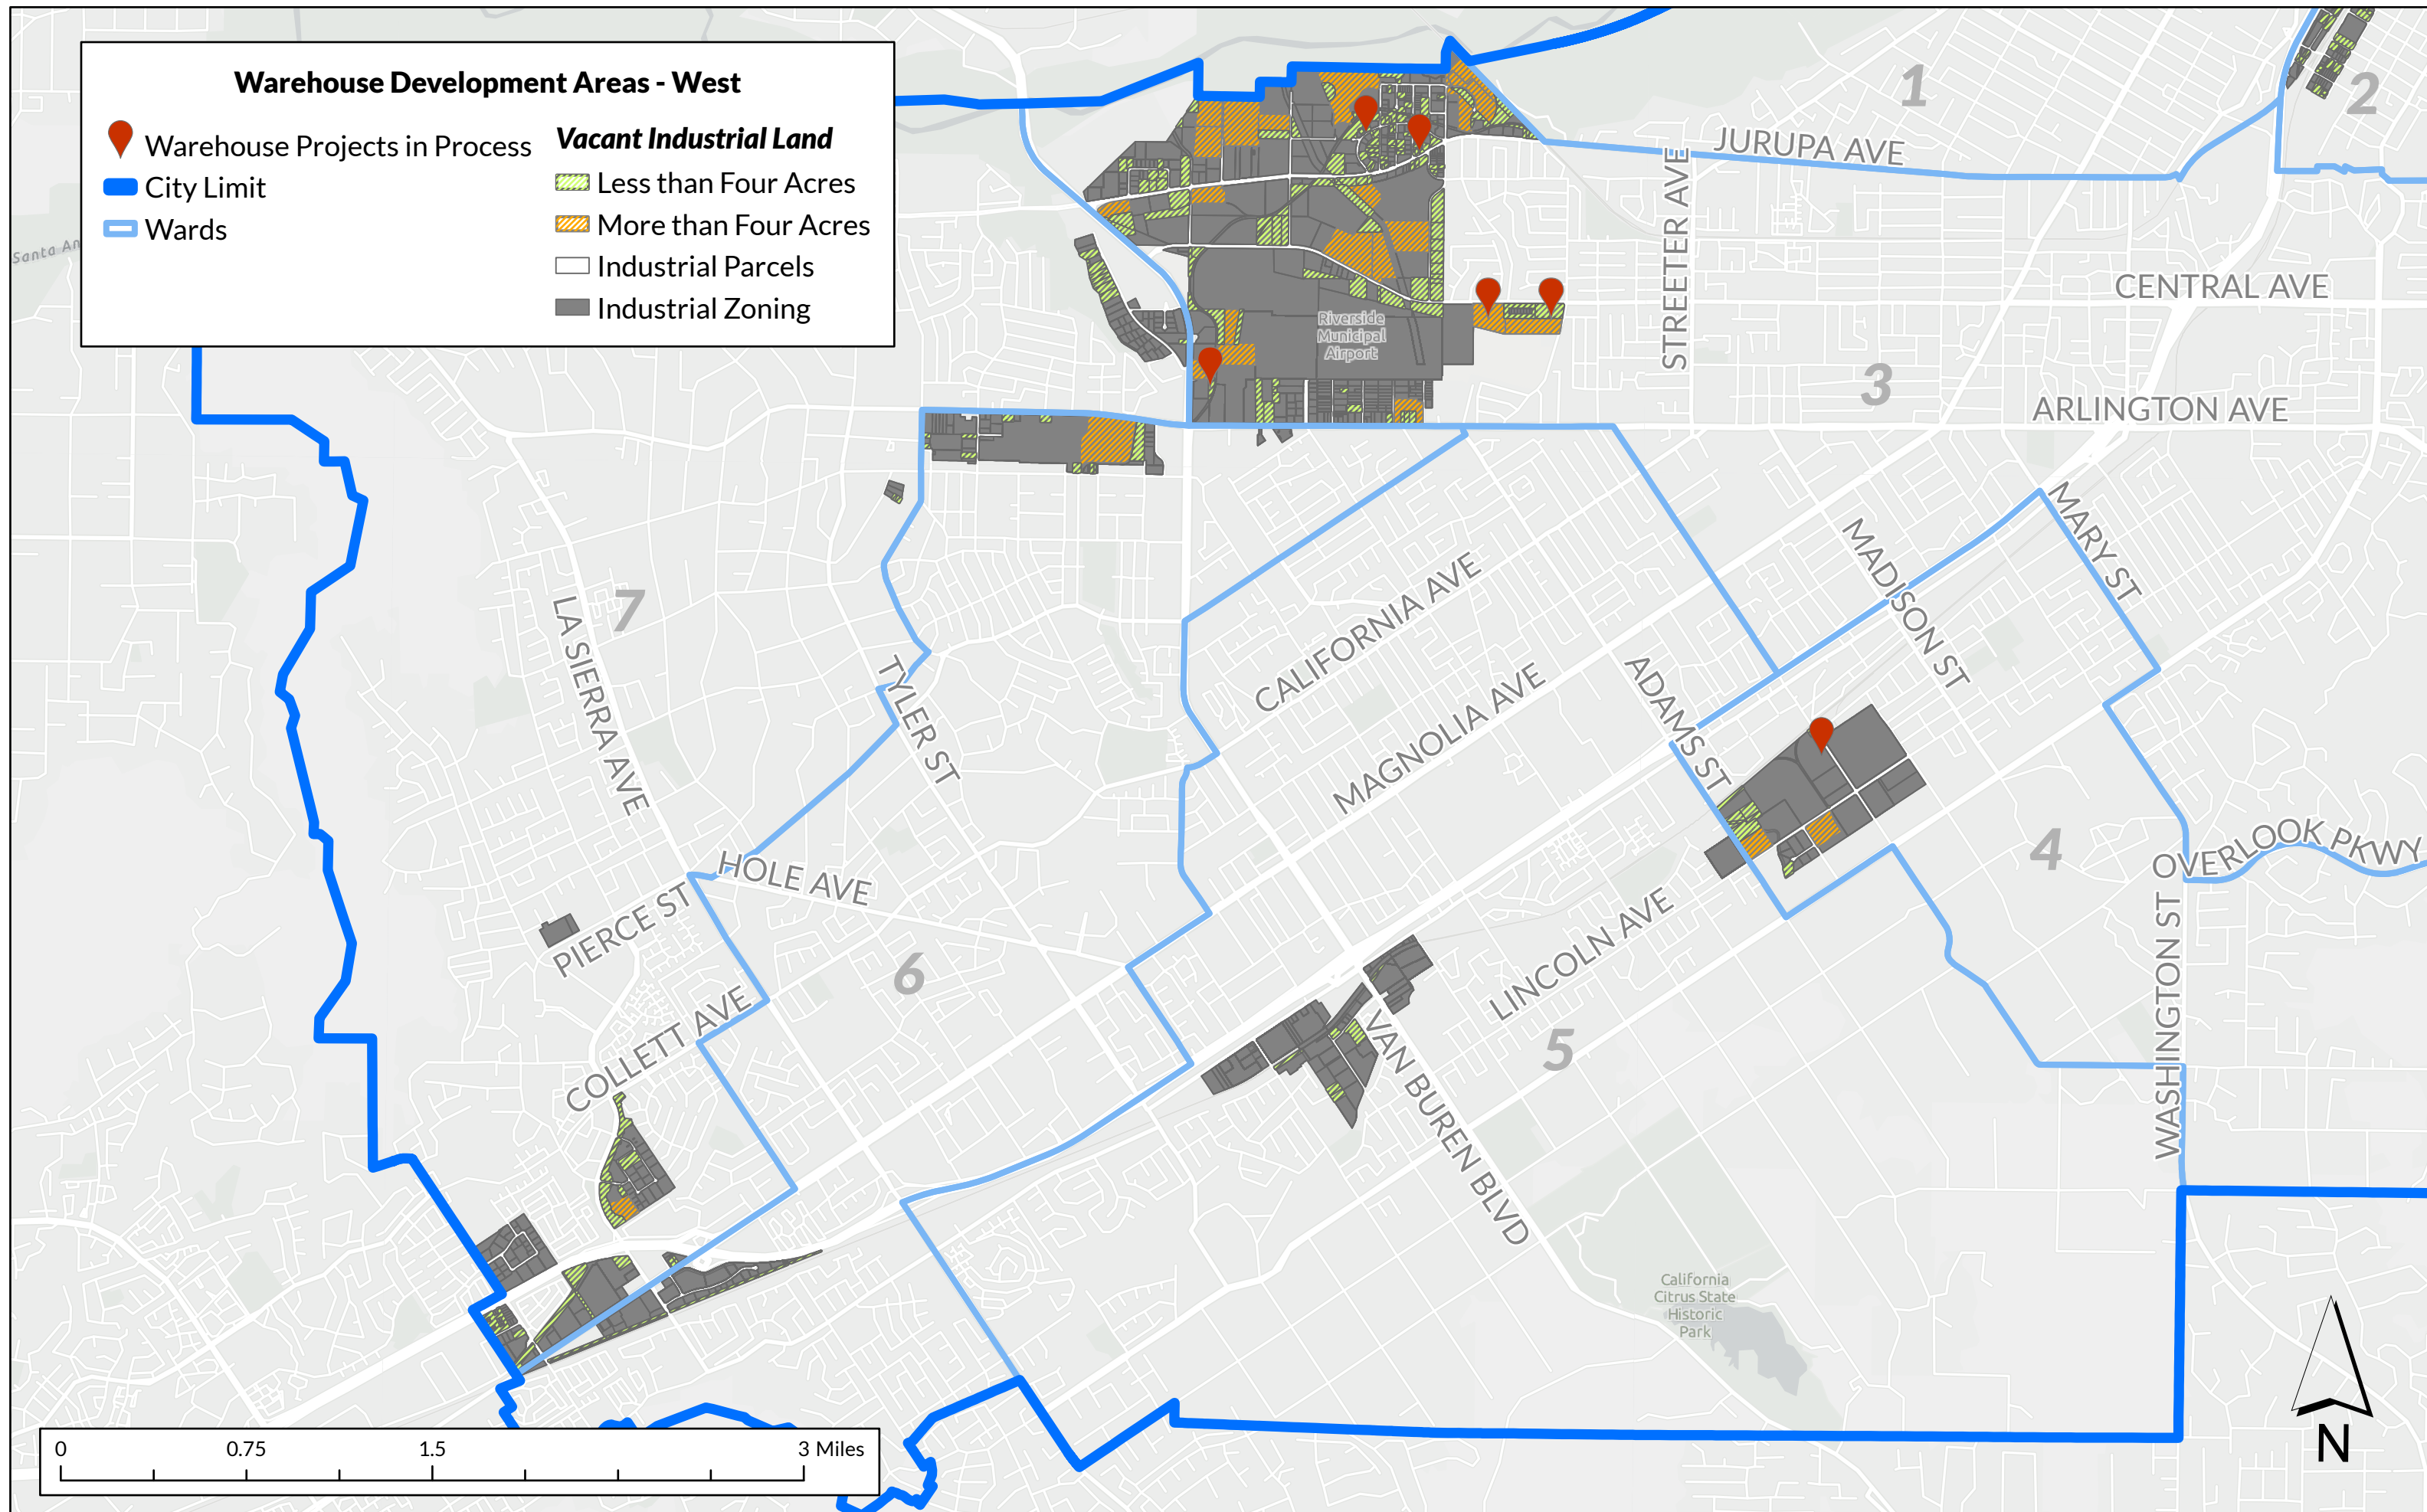 Warehouse Development Areas - West
Warehouse Projects in Process
City Limit
Wards
Vacant Industrial Land
Less than Four Acres
More than Four Acres
Industrial Parcels
Industrial Zoning
Santa An
1
2
JURUPA AVE
STREETER AVE
CENTRAL AVE
Riverside
Municipal
Airport
3
ARLINGTON AVE
MARY ST
MADISON ST
7
LA SIERRA AVE
TYLER ST
CALIFORNIA AVE
MAGNOLIA AVE
ADAMS ST
4
OVERLOOK PKWY
HOLE AVE
PIERCE ST
6
LINCOLN AVE
WASHINGTON ST
COLLETT AVE
5
VAN BUREN BLVD
California
Citrus State
Historic
Park
0 0.75 1.5 3 Miles
N